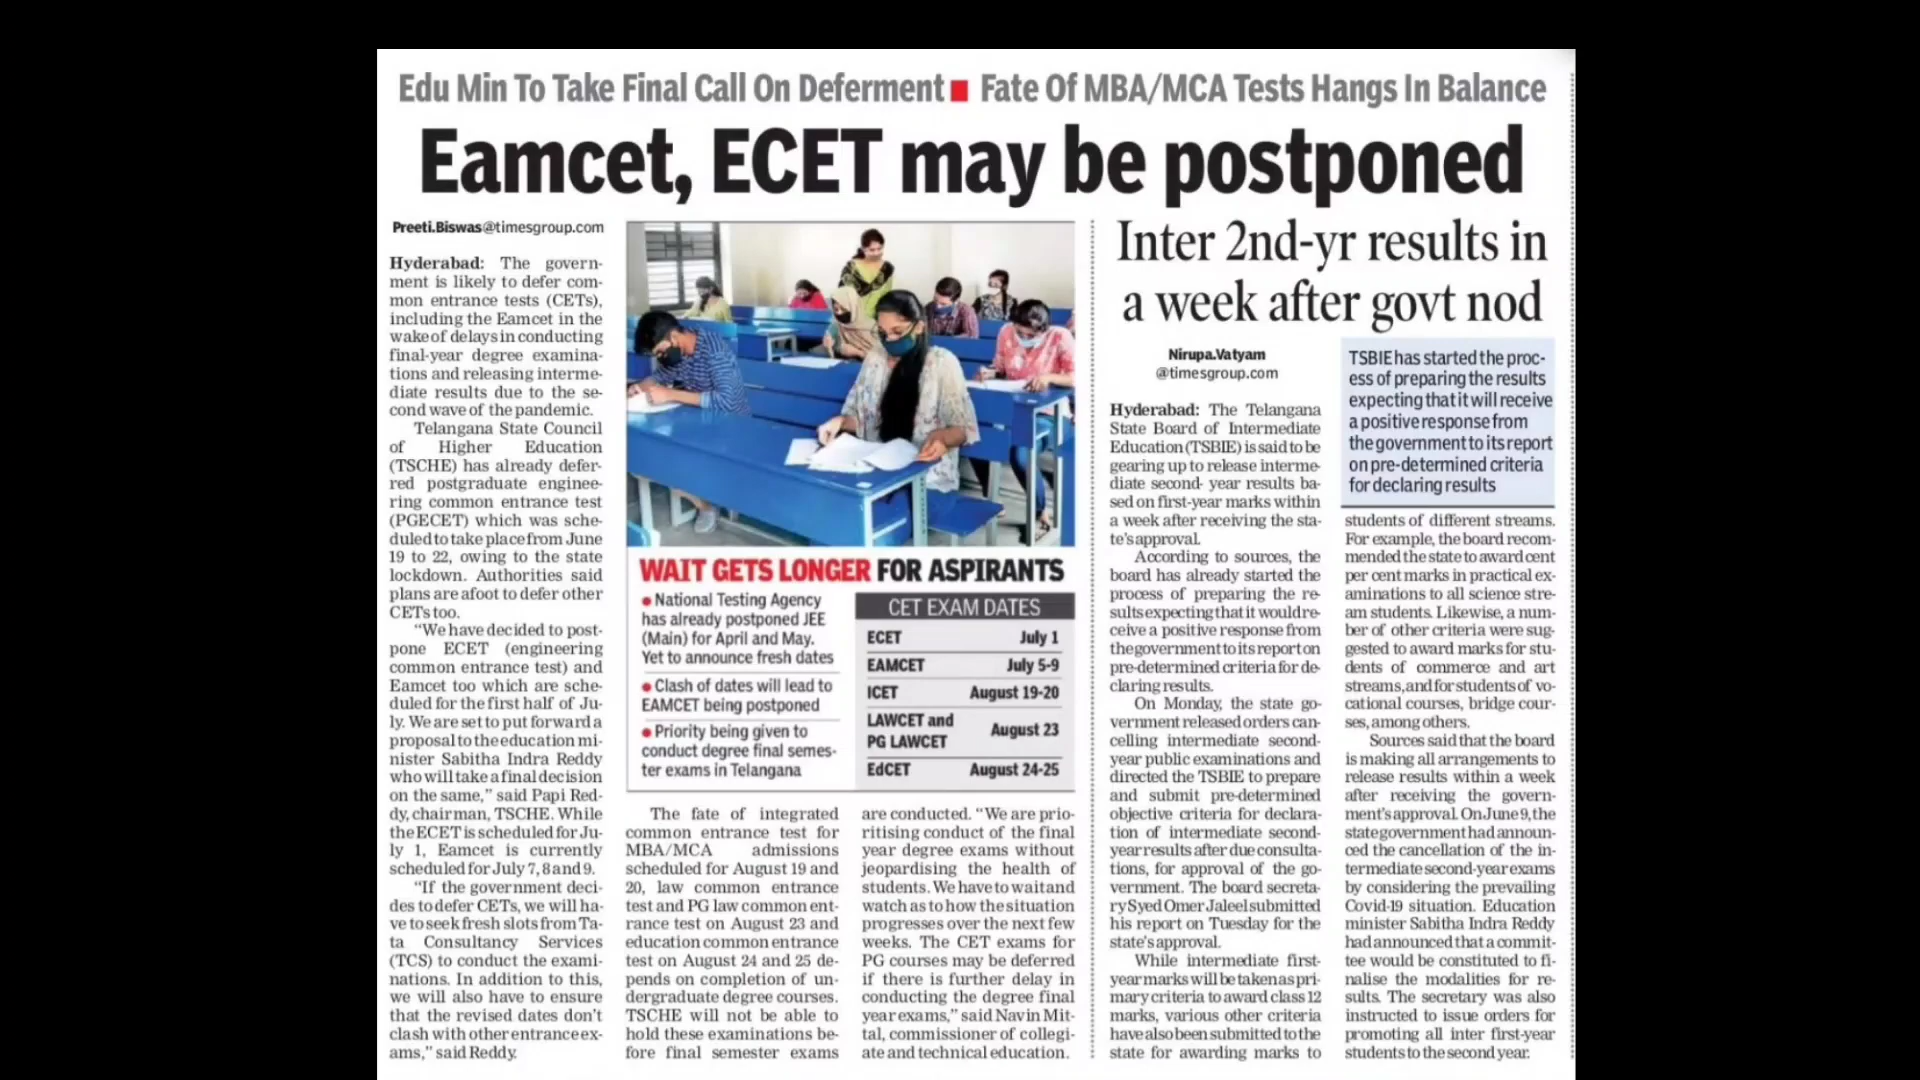 Edu Min To Take Final Call On Deferment ■ Fate Of MBA/MCA Tests Hangs In Balance
Eamcet, ECET may be postponed
Preeti.Biswas@timesgroup.com
Hyderabad: The govern-
ment is likely to defer com-
mon entrance tests (CETs),
including the Eamcet in the
wake of delays in conducting
final-year degree examina-
tions and releasing interme-
diate results due to the se-
cond wave of the pandemic.
Telangana State Council
of Higher Education
(TSCHE) has already defer-
red postgraduate enginee-
ring common entrance test
(PGECET) which was sche-
duled to take place from June
19 to 22, owing to the state
lockdown. Authorities said
plans are afoot to defer other
CETs too.
“We have decided to post-
pone ECET (engineering
common entrance test) and
Eamcet too which are sche-
duled for the first half of Ju-
ly. We are set to put forward a
proposal to the education mi-
nister Sabitha Indra Reddy
who will take a final decision
on the same,” said Papi Red-
dy, chairman, TSCHE. While
the ECET is scheduled for Ju-
ly 1, Eamcet is currently
scheduled for July 7, 8 and 9.
“If the government deci-
des to defer CETs, we will ha-
ve to seek fresh slots from Ta-
ta Consultancy Services
(TCS) to conduct the exami-
nations. In addition to this,
we will also have to ensure
that the revised dates don’t
clash with other entrance ex-
ams,” said Reddy.
WAIT GETS LONGER FOR ASPIRANTS
● National Testing Agency
has already postponed JEE
(Main) for April and May.
Yet to announce fresh dates
● Clash of dates will lead to
EAMCET being postponed
● Priority being given to
conduct degree final semes-
ter exams in Telangana
CET EXAM DATES
ECET July 1
EAMCET July 5-9
ICET August 19-20
LAWCET and
PG LAWCET August 23
EdCET August 24-25
The fate of integrated
common entrance test for
MBA/MCA admissions
scheduled for August 19 and
20, law common entrance
test and PG law common ent-
rance test on August 23 and
education common entrance
test on August 24 and 25 de-
pends on completion of un-
dergraduate degree courses.
TSCHE will not be able to
hold these examinations be-
fore final semester exams
are conducted. “We are prio-
ritising conduct of the final
year degree exams without
jeopardising the health of
students. We have to wait and
watch as to how the situation
progresses over the next few
weeks. The CET exams for
PG courses may be deferred
if there is further delay in
conducting the degree final
year exams,” said Navin Mit-
tal, commissioner of collegi-
ate and technical education.
Inter 2nd-yr results in
a week after govt nod
Nirupa.Vatyam
@timesgroup.com
Hyderabad: The Telangana
State Board of Intermediate
Education (TSBIE) is said to be
gearing up to release interme-
diate second- year results ba-
sed on first-year marks within
a week after receiving the sta-
te’s approval.
According to sources, the
board has already started the
process of preparing the re-
sults expecting that it would re-
ceive a positive response from
the government to its report on
pre-determined criteria for de-
claring results.
On Monday, the state go-
vernment released orders can-
celling intermediate second-
year public examinations and
directed the TSBIE to prepare
and submit pre-determined
objective criteria for declara-
tion of intermediate second-
year results after due consulta-
tions, for approval of the go-
vernment. The board secreta-
ry Syed Omer Jaleel submitted
his report on Tuesday for the
state’s approval.
While intermediate first-
year marks will be taken as pri-
mary criteria to award class 12
marks, various other criteria
have also been submitted to the
state for awarding marks to
TSBIE has started the proc-
ess of preparing the results
expecting that it will receive
a positive response from
the government to its report
on pre-determined criteria
for declaring results
students of different streams.
For example, the board recom-
mended the state to award cent
per cent marks in practical ex-
aminations to all science stre-
am students. Likewise, a num-
ber of other criteria were sug-
gested to award marks for stu-
dents of commerce and art
streams, and for students of vo-
cational courses, bridge cour-
ses, among others.
Sources said that the board
is making all arrangements to
release results within a week
after receiving the govern-
ment’s approval. On June 9, the
state government had announ-
ced the cancellation of the in-
termediate second-year exams
by considering the prevailing
Covid-19 situation. Education
minister Sabitha Indra Reddy
had announced that a commit-
tee would be constituted to fi-
nalise the modalities for re-
sults. The secretary was also
instructed to issue orders for
promoting all inter first-year
students to the second year.